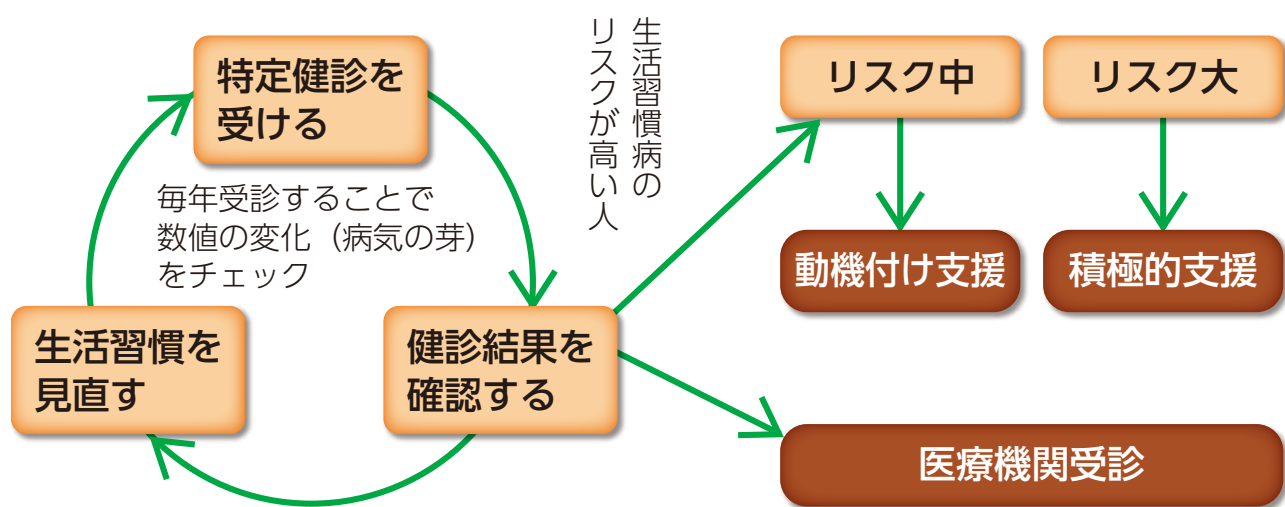 特定健診を
受ける
毎年受診することで
数値の変化（病気の芽）
をチェック
生活習慣を
見直す
健診結果を
確認する
生活習慣病の
リスクが高い人
リスク中
リスク大
動機付け支援
積極的支援
医療機関受診